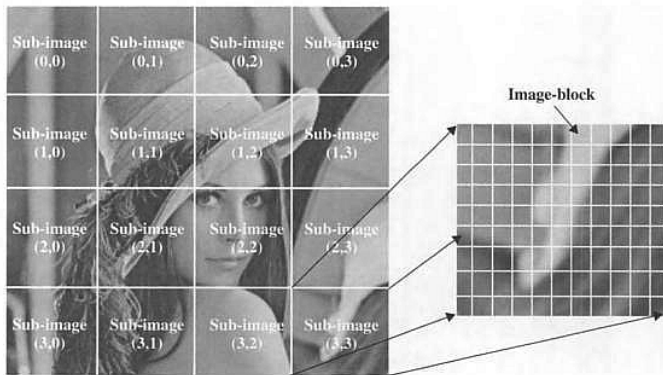 Sub-image Sub-image Sub-image Sub-image
(0,0) (0,1) (0,2) (0,3)
Image-block
Sub-image Sub-image Sub-image Sub-image
(1,0) (1,1) (1,2) (1,3)
Sub-image Sub-image Sub-image Sub-image
(2,0) (2,1) (2,2) (2,3)
Sub-image Sub-image Sub-image Sub-image
(3,0) (3,1) (3,2) (3,3)